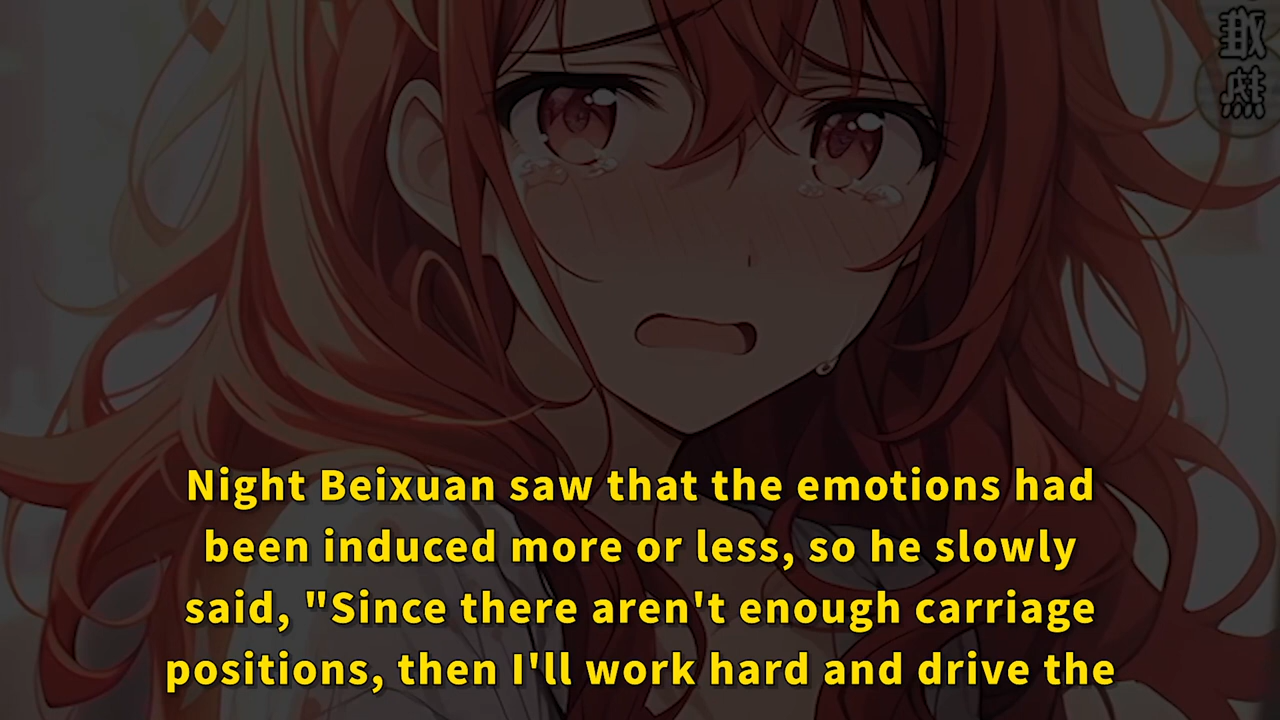 Night Beixuan saw that the emotions had
been induced more or less, so he slowly
said, "Since there aren't enough carriage
positions, then I'll work hard and drive the